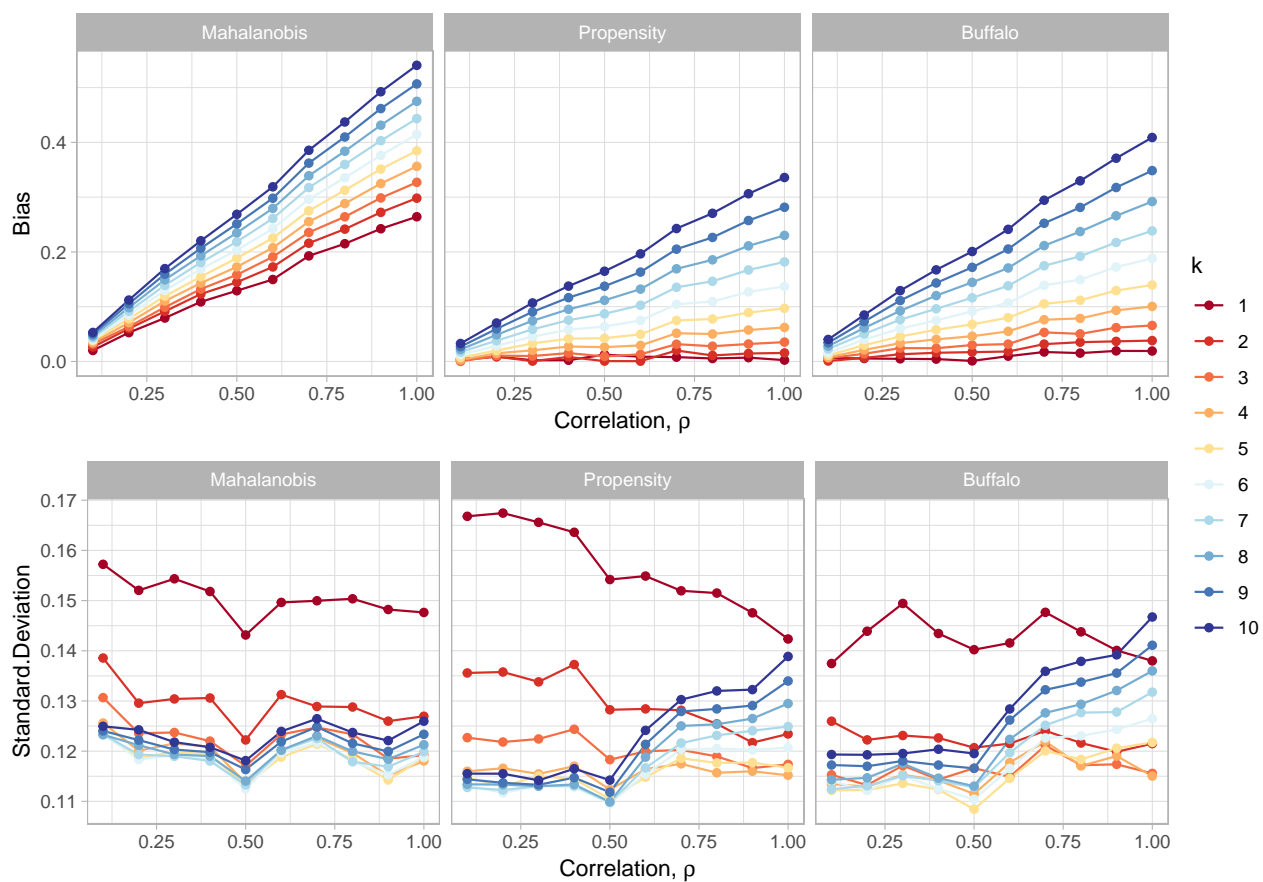 Mahalanobis Propensity Buffalo
Bias
0.4
0.2
0.0
0.25 0.50 0.75 1.00 0.25 0.50 0.75 1.00 0.25 0.50 0.75 1.00
Correlation, ρ
Mahalanobis Propensity Buffalo
Standard.Deviation
0.17
0.16
0.15
0.14
0.13
0.12
0.11
0.25 0.50 0.75 1.00 0.25 0.50 0.75 1.00 0.25 0.50 0.75 1.00
Correlation, ρ
k
1
2
3
4
5
6
7
8
9
10